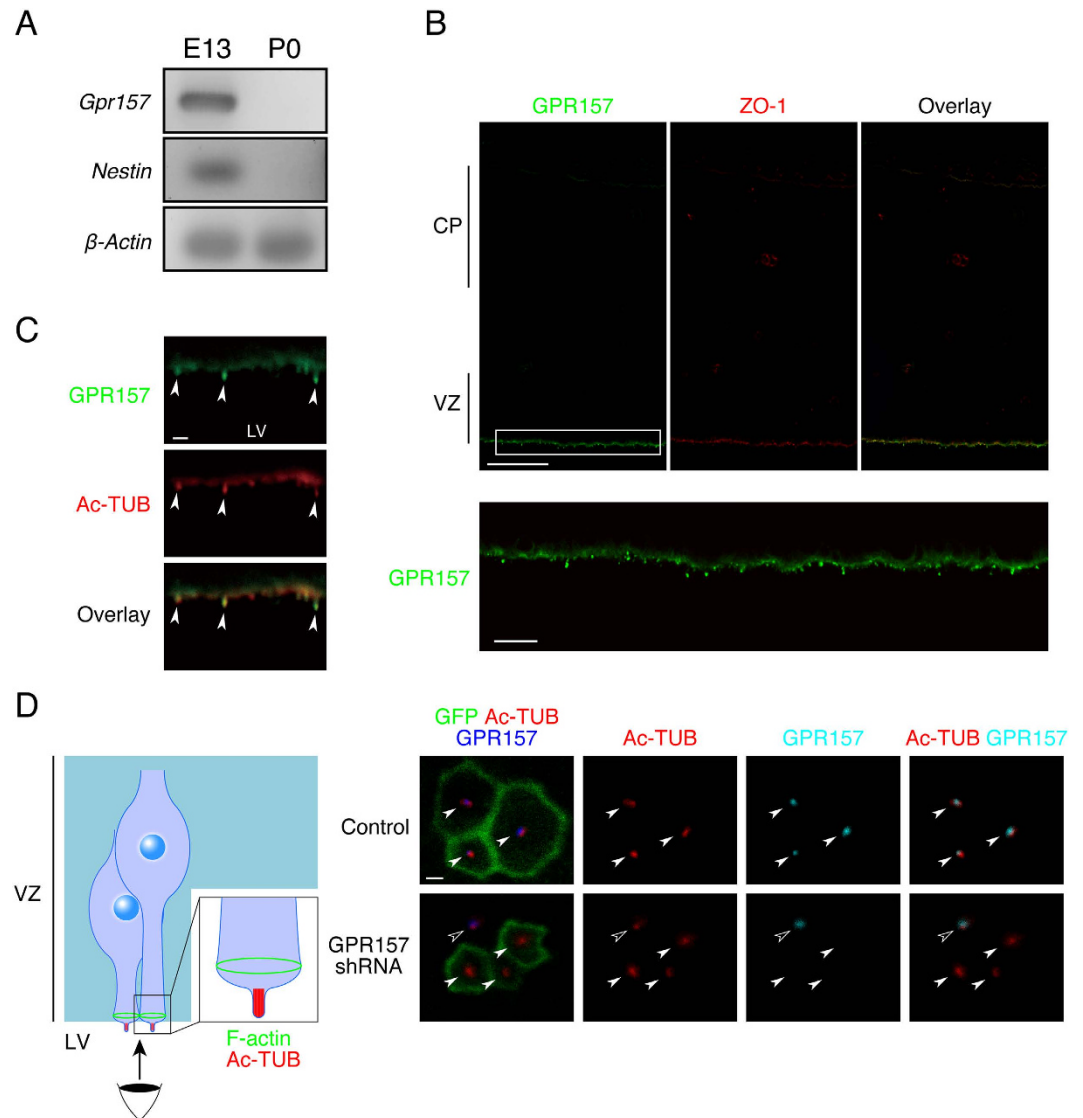 A
E13 P0
Gpr157
Nestin
β-Actin
B
GPR157 ZO-1 Overlay
CP
VZ
GPR157
C
GPR157
LV
Ac-TUB
Overlay
D
VZ
LV
F-actin
Ac-TUB
GFP Ac-TUB
GPR157
Ac-TUB
GPR157
Ac-TUB GPR157
Control
GPR157
shRNA